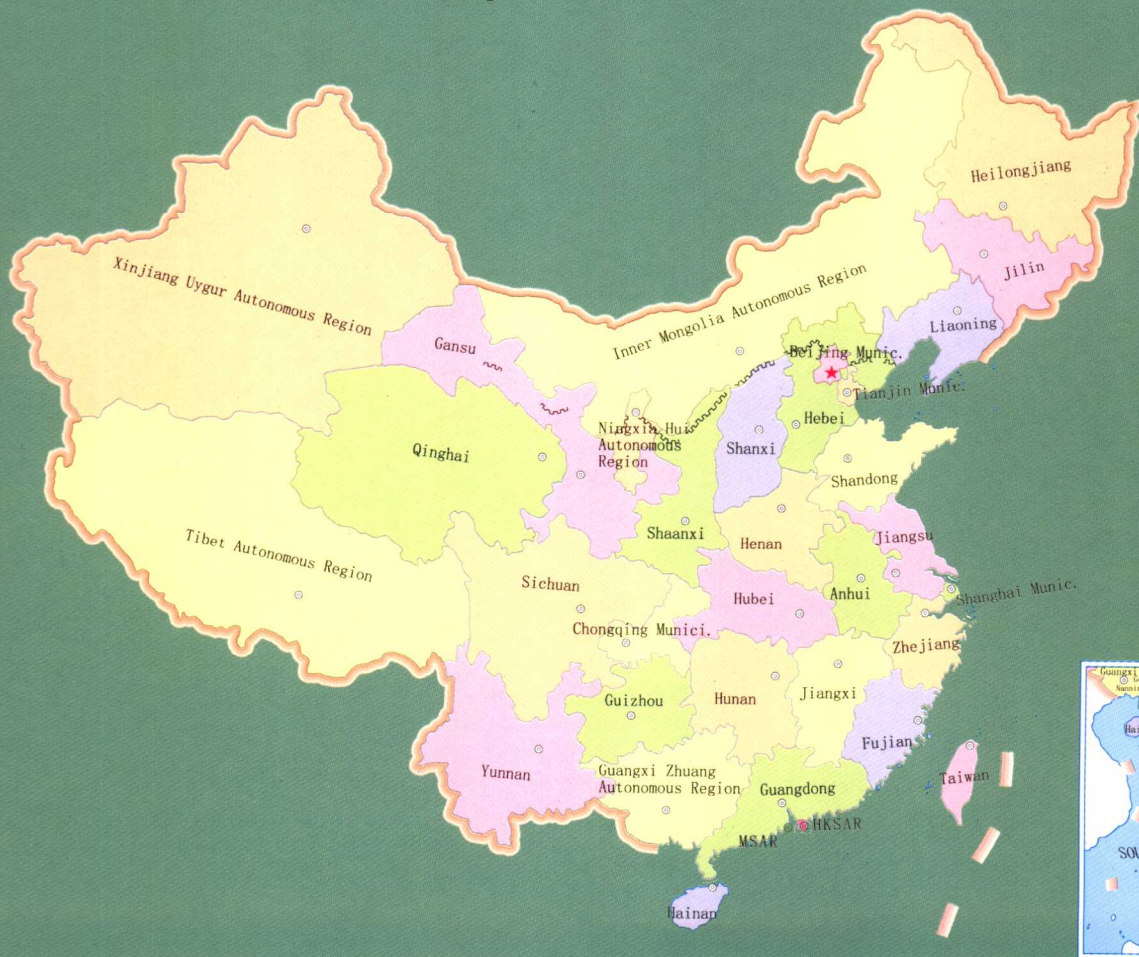 Heilongjiang
Jilin
Liaoning
Xinjiang Uygur Autonomous Region
Inner Mongolia Autonomous Region
Gansu
Beijing Munic.
Tianjin Munic.
Hebei
Ningxia Hui
Autonomous
Region
Shanxi
Qinghai
Shandong
Shaanxi
Henan
Jiangsu
Tibet Autonomous Region
Sichuan
Hubei
Anhui
Shanghai Munic.
Chongqing Munici.
Zhejiang
Guizhou
Hunan
Jiangxi
Fujian
Yunnan
Guangxi Zhuang
Autonomous Region
Guangdong
Taiwan
HKSAR
MSAR
Hainan
Guangxi